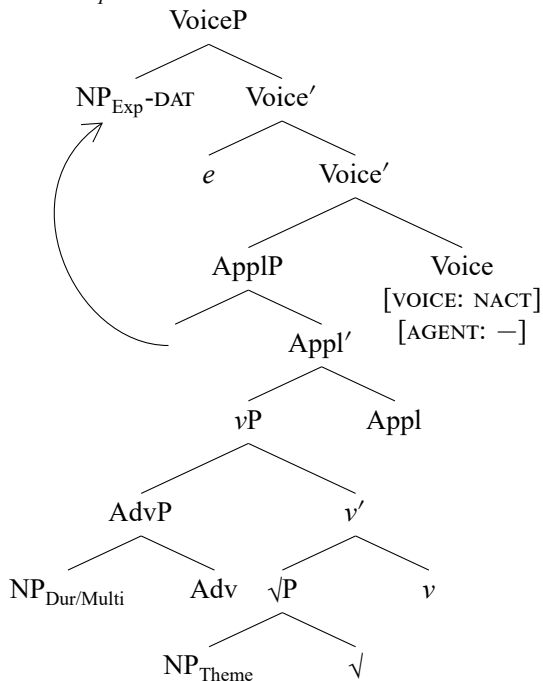 VoiceP
NP_Exp-DAT Voice′
e Voice′
ApplP Voice
[VOICE: NACT]
[AGENT: —]
Appl′
vP Appl
AdvP v′
NP_Dur/Multi Adv √P v
NP_Theme √